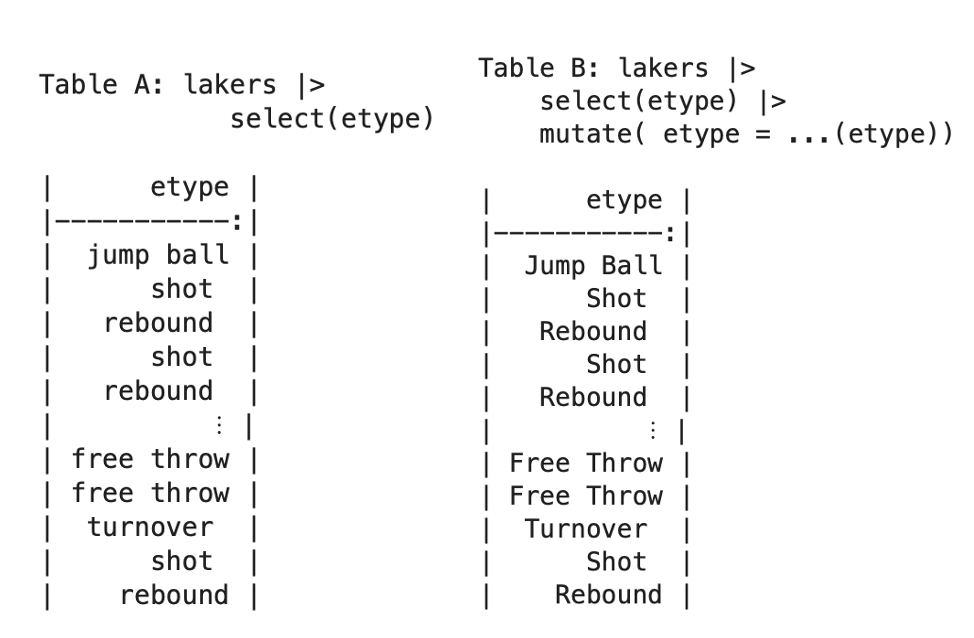 Table A: lakers |>
select(etype)
|      etype |
|-----------:|
|  jump ball |
|      shot  |
|   rebound  |
|      shot  |
|   rebound  |
|          ⋮ |
| free throw |
| free throw |
|  turnover  |
|      shot  |
|    rebound |
Table B: lakers |>
select(etype) |>
mutate( etype = ...(etype))
|      etype |
|-----------:|
|  Jump Ball |
|      Shot  |
|   Rebound  |
|      Shot  |
|   Rebound  |
|          ⋮ |
| Free Throw |
| Free Throw |
|  Turnover  |
|      Shot  |
|    Rebound |